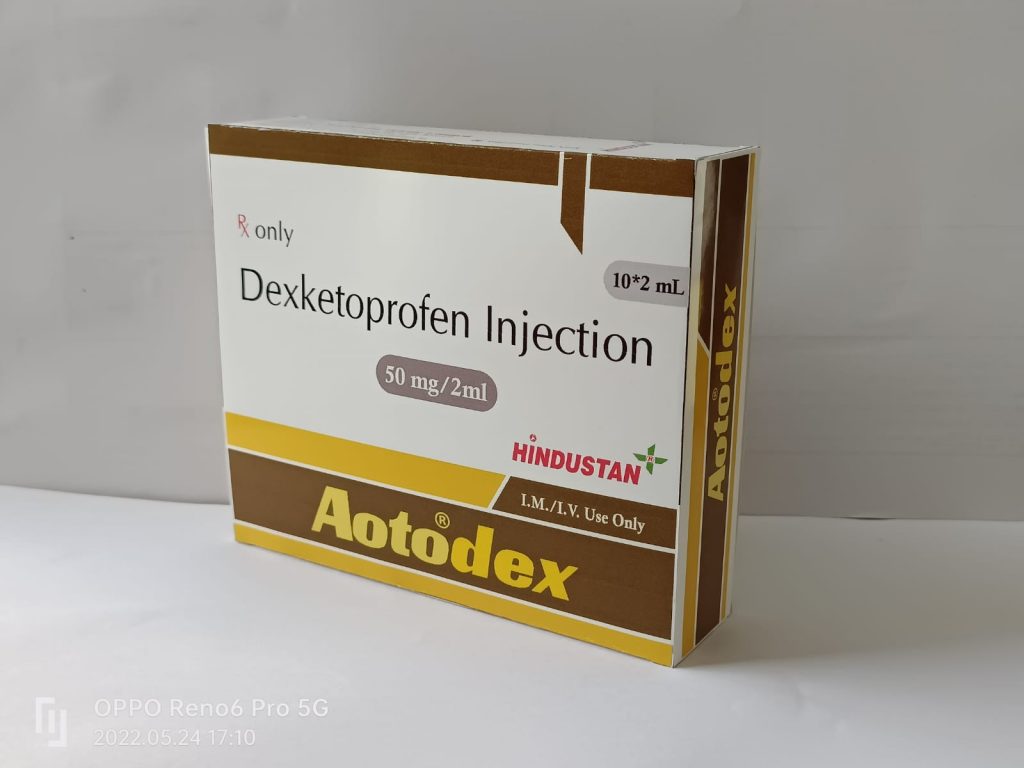 Rx only
10*2 mL
Dexketoprofen Injection
50 mg/2ml
HINDUSTAN
H
I.M./I.V. Use Only
Aotodex®
Aotodex®
OPPO Reno6 Pro 5G
2022.05.24 17:10